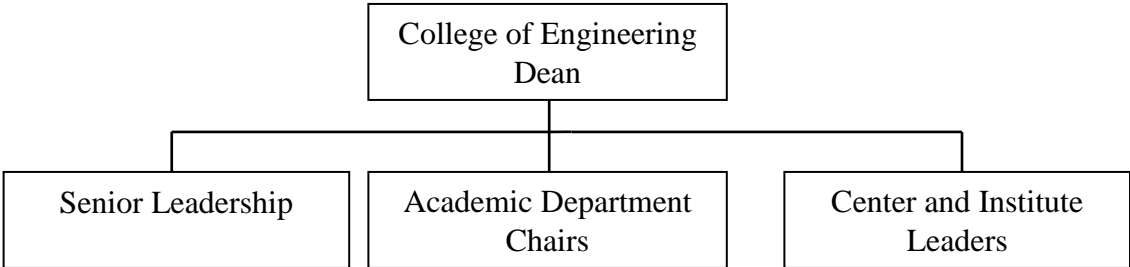 College of Engineering
Dean
Senior Leadership
Academic Department
Chairs
Center and Institute
Leaders